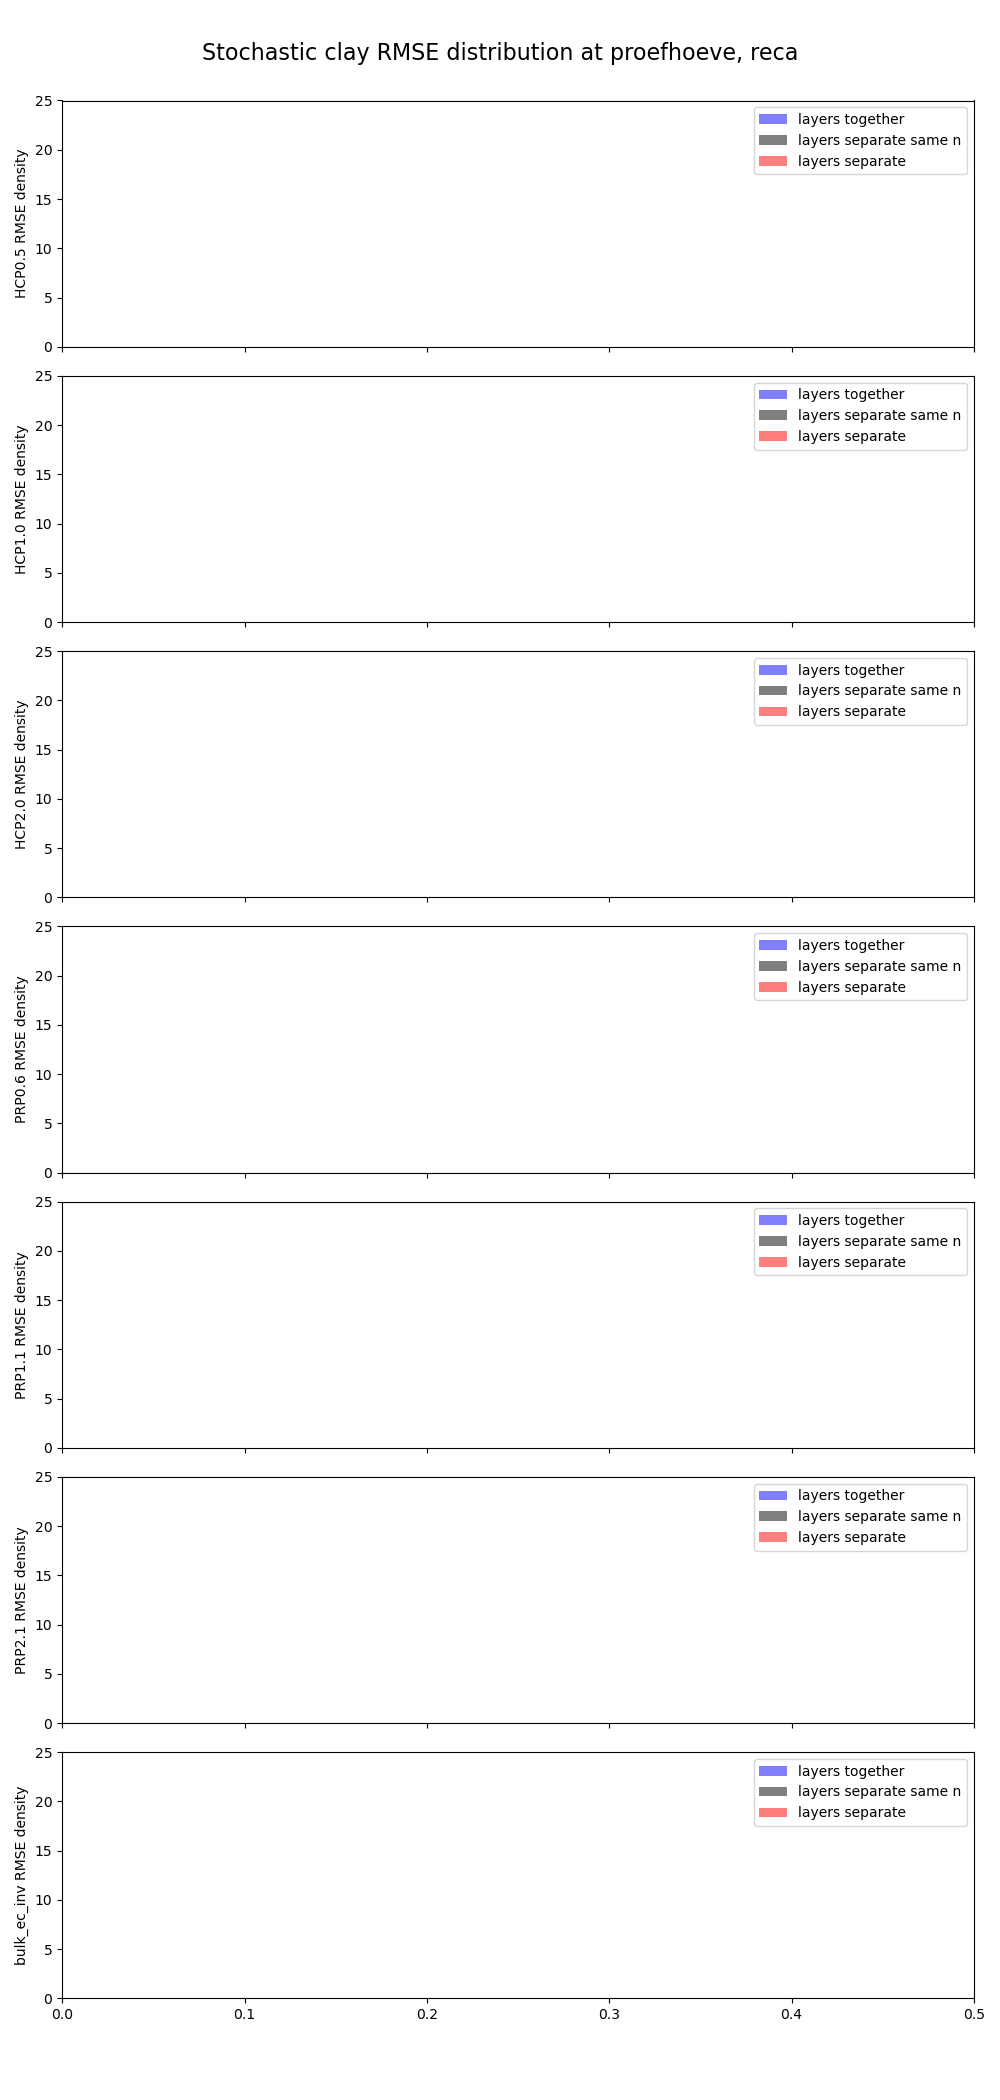 Stochastic clay RMSE distribution at proefhoeve, reca
HCP0.5 RMSE density
25
20
15
10
5
0
layers together
layers separate same n
layers separate
HCP1.0 RMSE density
25
20
15
10
5
0
layers together
layers separate same n
layers separate
HCP2.0 RMSE density
25
20
15
10
5
0
layers together
layers separate same n
layers separate
PRP0.6 RMSE density
25
20
15
10
5
0
layers together
layers separate same n
layers separate
PRP1.1 RMSE density
25
20
15
10
5
0
layers together
layers separate same n
layers separate
PRP2.1 RMSE density
25
20
15
10
5
0
layers together
layers separate same n
layers separate
bulk_ec_inv RMSE density
25
20
15
10
5
0
layers together
layers separate same n
layers separate
0.0 0.1 0.2 0.3 0.4 0.5